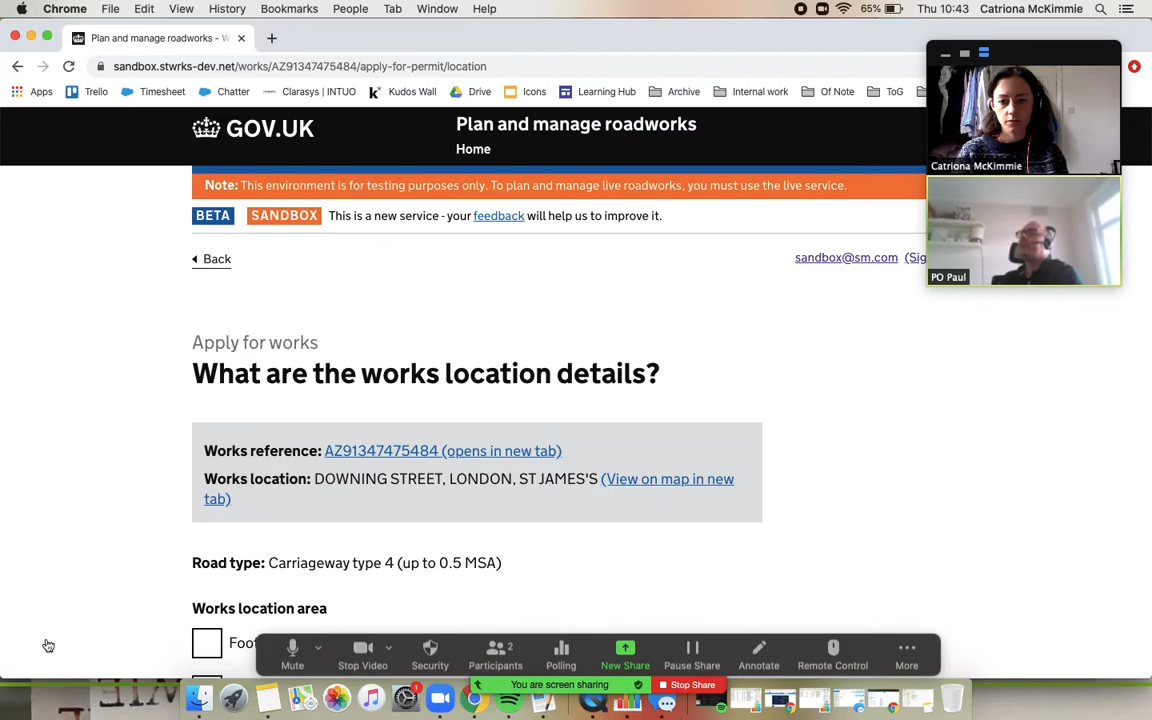 Chrome File Edit View History Bookmarks People Tab Window Help 65% Thu 10:43 Catriona McKimmie
Plan and manage roadworks - W
sandbox.stwrks-dev.net/works/AZ91347475484/apply-for-permit/location
Apps Trello Timesheet Chatter Clarasys | INTUO Kudos Wall Drive Icons Learning Hub Archive Internal work Of Note ToG
GOV.UK Plan and manage roadworks
Home
Catriona McKimmie
Note: This environment is for testing purposes only. To plan and manage live roadworks, you must use the live service.
BETA SANDBOX This is a new service - your feedback will help us to improve it.
Back sandbox@sm.com (Sig
PO Paul
Apply for works
What are the works location details?
Works reference: AZ91347475484 (opens in new tab)
Works location: DOWNING STREET, LONDON, ST JAMES'S (View on map in new
tab)
Road type: Carriageway type 4 (up to 0.5 MSA)
Works location area
Foo
Mute Stop Video Security Participants 2 Polling New Share Pause Share Annotate Remote Control More
You are screen sharing Stop Share
1